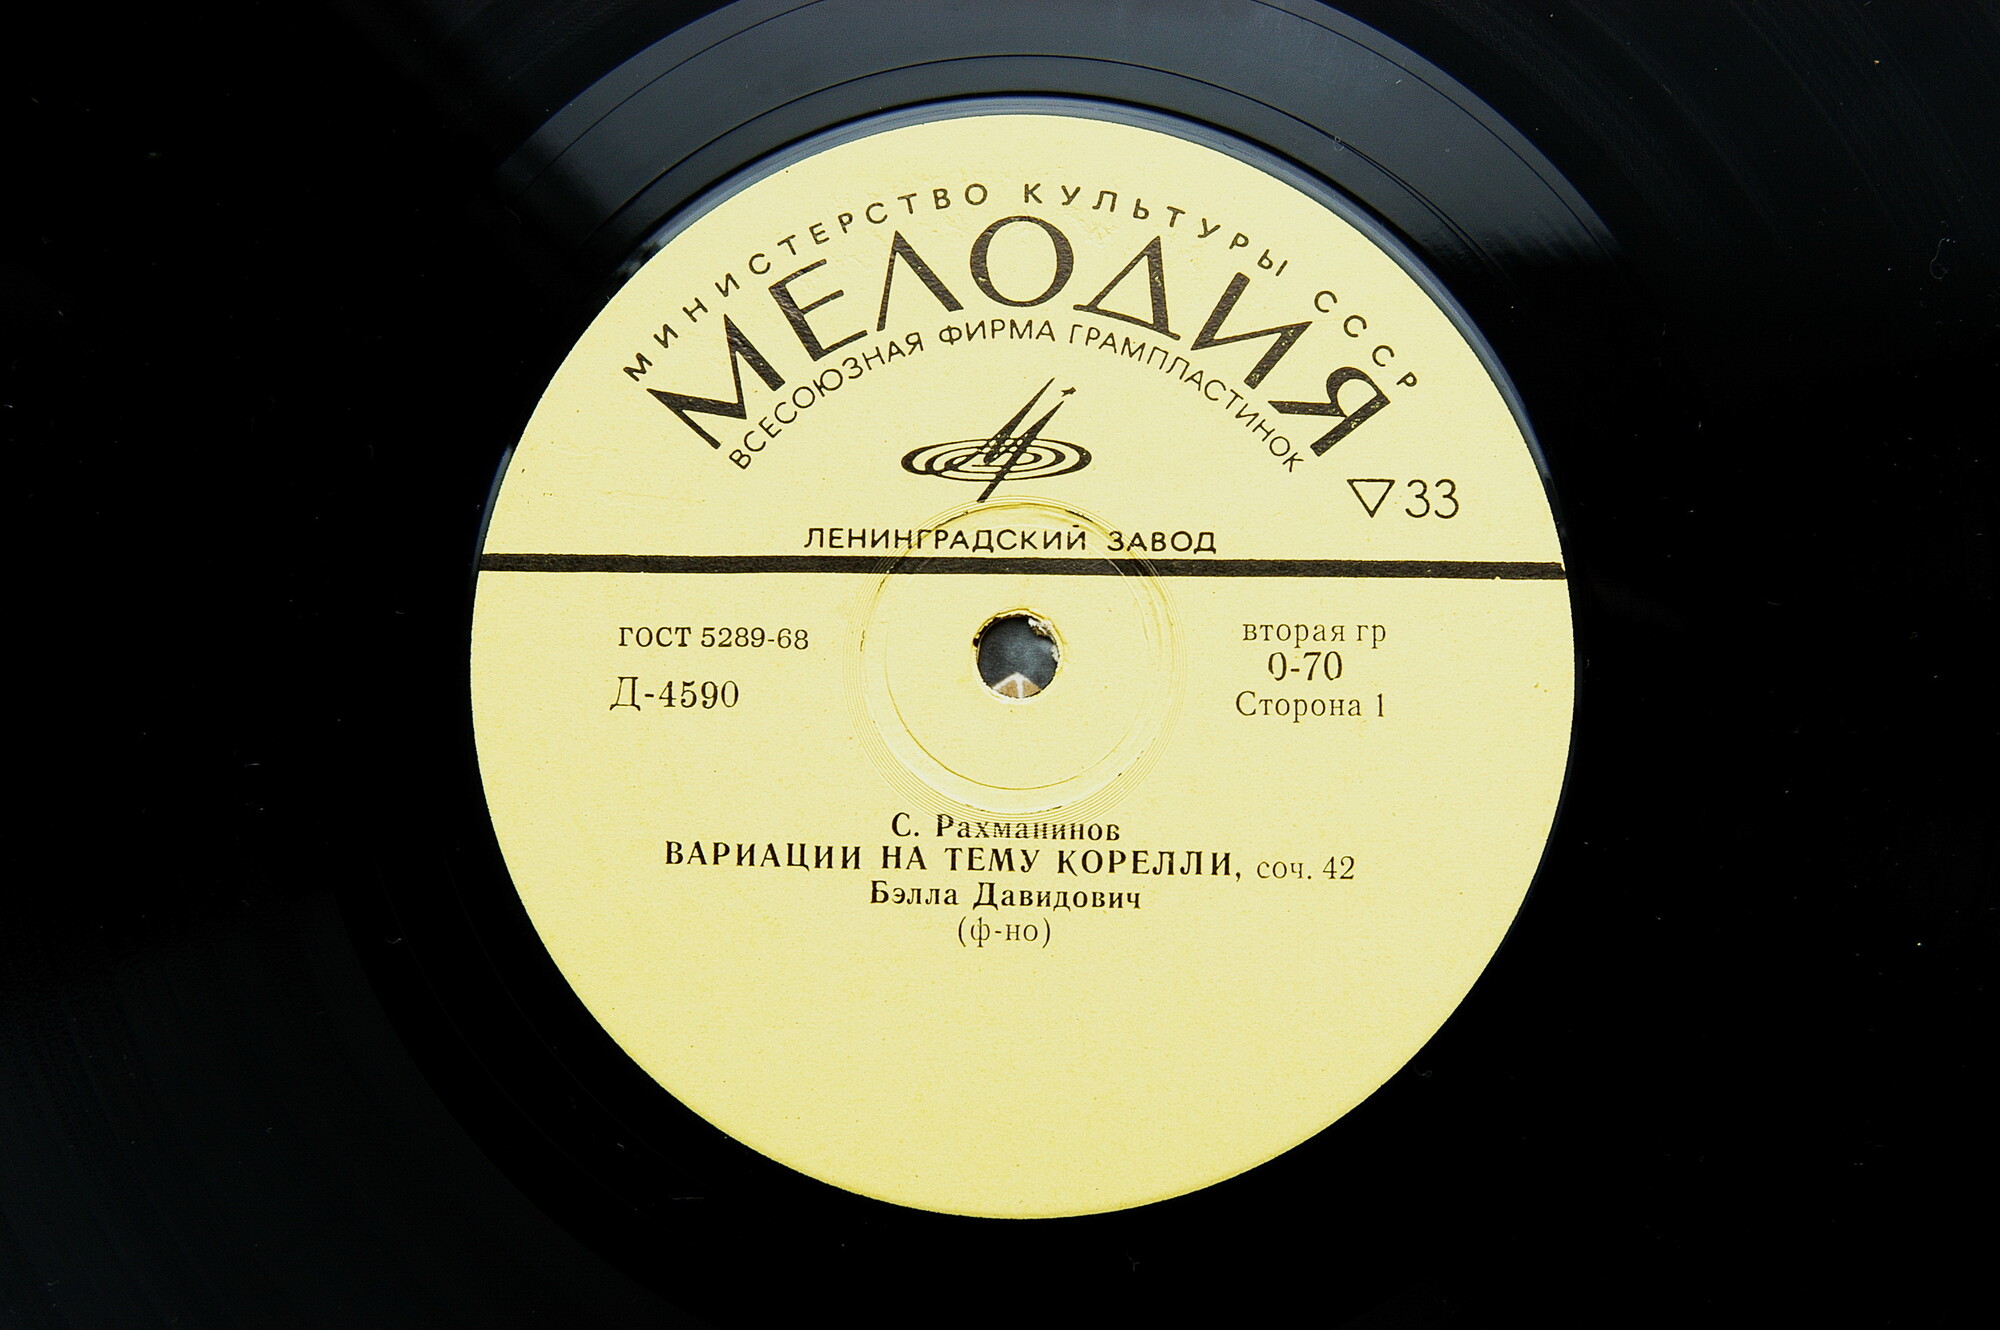 МИНИСТЕРСТВО КУЛЬТУРЫ СССР
МЕЛОДИЯ
ВСЕСОЮЗНАЯ ФИРМА ГРАМПЛАСТИНОК
33
ЛЕНИНГРАДСКИЙ ЗАВОД
ГОСТ 5289-68
Д-4590
вторая гр
0-70
Сторона 1
С. Рахманинов
ВАРИАЦИИ НА ТЕМУ КОРЕЛЛИ, соч. 42
Бэлла Давидович
(ф-но)